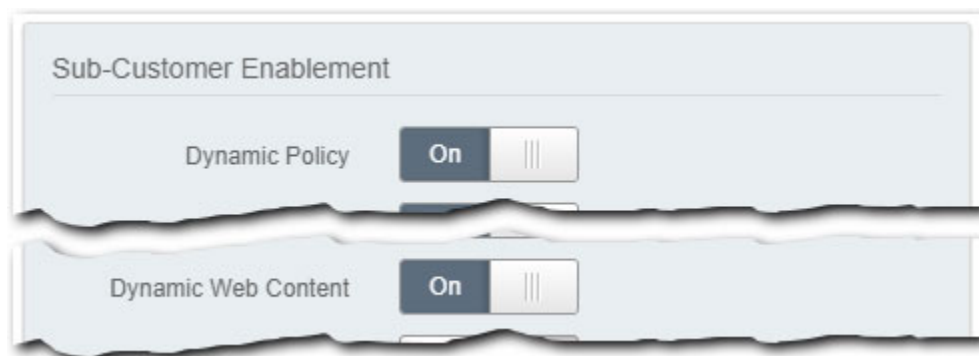 Sub-Customer Enablement
Dynamic Policy On
Dynamic Web Content On